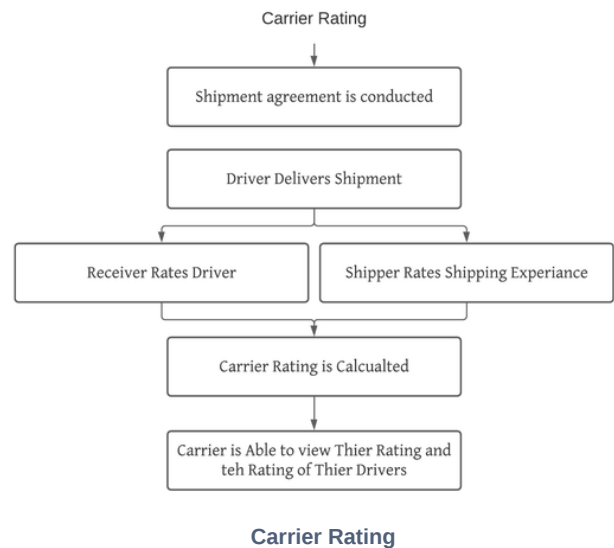 Carrier Rating
Shipment agreement is conducted
Driver Delivers Shipment
Receiver Rates Driver
Shipper Rates Shipping Experiance
Carrier Rating is Calcualted
Carrier is Able to view Thier Rating and
teh Rating of Thier Drivers
Carrier Rating